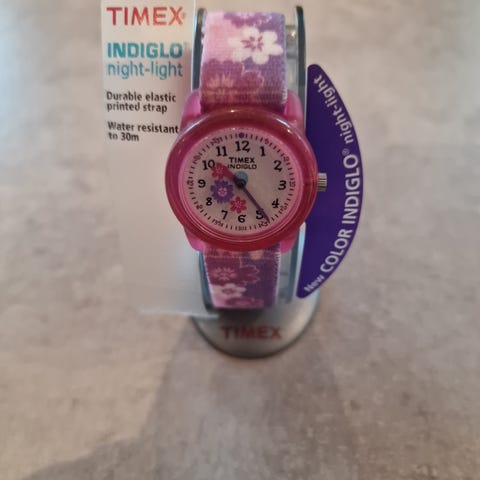 TIMEX
INDIGLO®
night-light
Durable elastic
printed strap
Water resistant
to 30m
New COLOR INDIGLO® night-light
12
11 1
10 2
9 3
8 4
7 5
6
TIMEX
INDIGLO
TIMEX